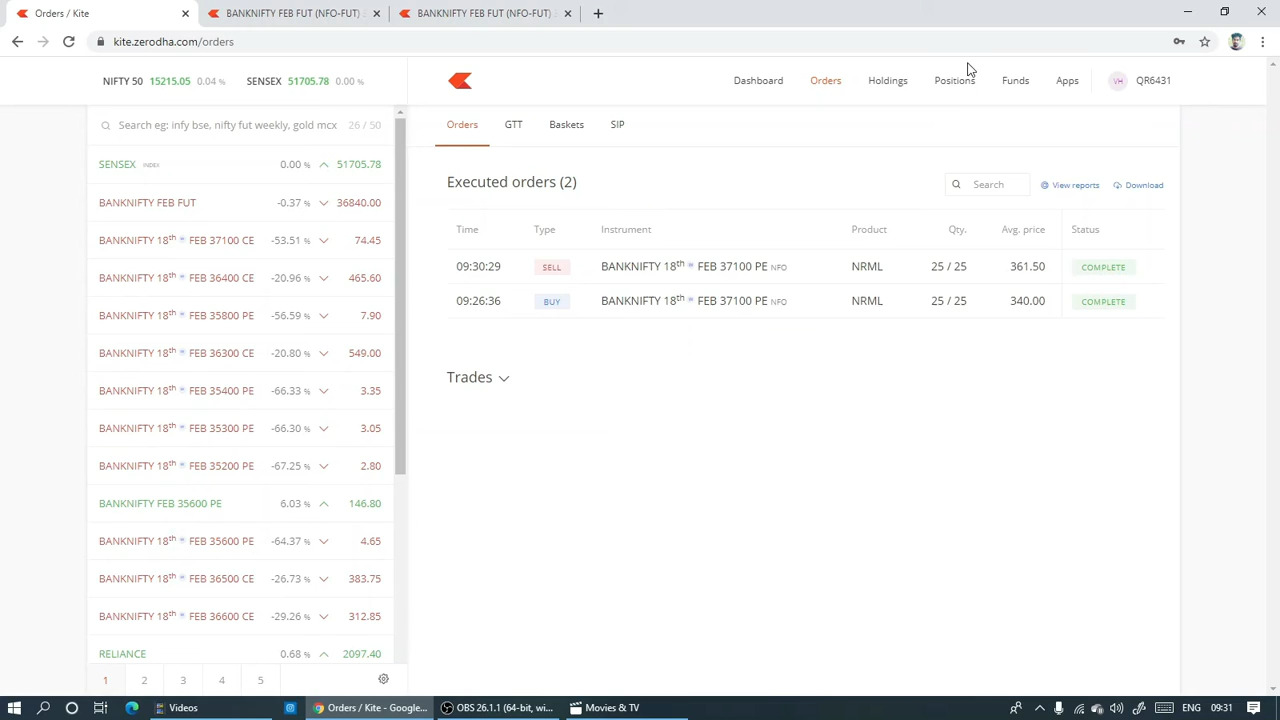 Orders / Kite
BANKNIFTY FEB FUT (NFO-FUT)
BANKNIFTY FEB FUT (NFO-FUT)
kite.zerodha.com/orders
NIFTY 50 15215.05 0.04 % SENSEX 51705.78 0.00 %
Dashboard Orders Holdings Positions Funds Apps VH QR6431
Search eg: infy bse, nifty fut weekly, gold mcx 26 / 50
SENSEX INDEX 0.00 % 51705.78
BANKNIFTY FEB FUT -0.37 % 36840.00
BANKNIFTY 18th w FEB 37100 CE -53.51 % 74.45
BANKNIFTY 18th w FEB 36400 CE -20.96 % 465.60
BANKNIFTY 18th w FEB 35800 PE -56.59 % 7.90
BANKNIFTY 18th w FEB 36300 CE -20.80 % 549.00
BANKNIFTY 18th w FEB 35400 PE -66.33 % 3.35
BANKNIFTY 18th w FEB 35300 PE -66.30 % 3.05
BANKNIFTY 18th w FEB 35200 PE -67.25 % 2.80
BANKNIFTY FEB 35600 PE 6.03 % 146.80
BANKNIFTY 18th w FEB 35600 PE -64.37 % 4.65
BANKNIFTY 18th w FEB 36500 CE -26.73 % 383.75
BANKNIFTY 18th w FEB 36600 CE -29.26 % 312.85
RELIANCE 0.68 % 2097.40
1 2 3 4 5
Orders GTT Baskets SIP
Executed orders (2)
Search View reports Download
Time Type Instrument Product Qty. Avg. price Status
09:30:29 SELL BANKNIFTY 18th w FEB 37100 PE NFO NRML 25 / 25 361.50 COMPLETE
09:26:36 BUY BANKNIFTY 18th w FEB 37100 PE NFO NRML 25 / 25 340.00 COMPLETE
Trades
Videos
Orders / Kite - Google...
OBS 26.1.1 (64-bit, wi...
Movies & TV
09:31